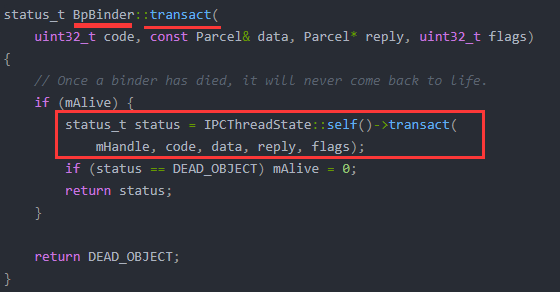 status_t BpBinder::transact(
    uint32_t code, const Parcel& data, Parcel* reply, uint32_t flags)
{
    // Once a binder has died, it will never come back to life.
    if (mAlive) {
        status_t status = IPCThreadState::self()->transact(
            mHandle, code, data, reply, flags);
        if (status == DEAD_OBJECT) mAlive = 0;
        return status;
    }

    return DEAD_OBJECT;
}